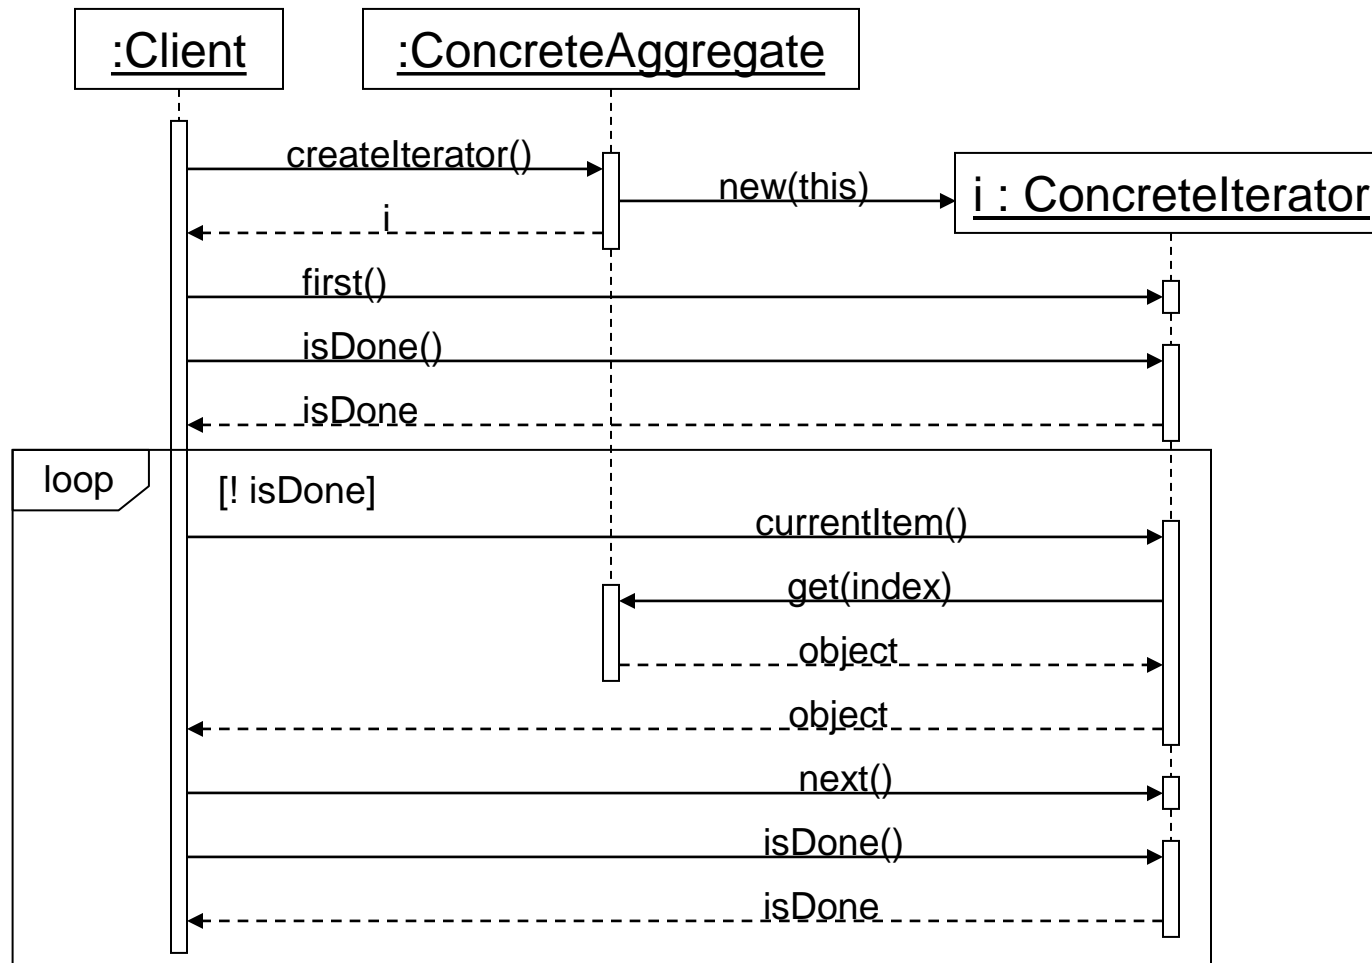 :Client
:ConcreteAggregate
createIterator()
new(this)
i : ConcreteIterator
i
first()
isDone()
isDone
loop
[! isDone]
currentItem()
get(index)
object
object
next()
isDone()
isDone